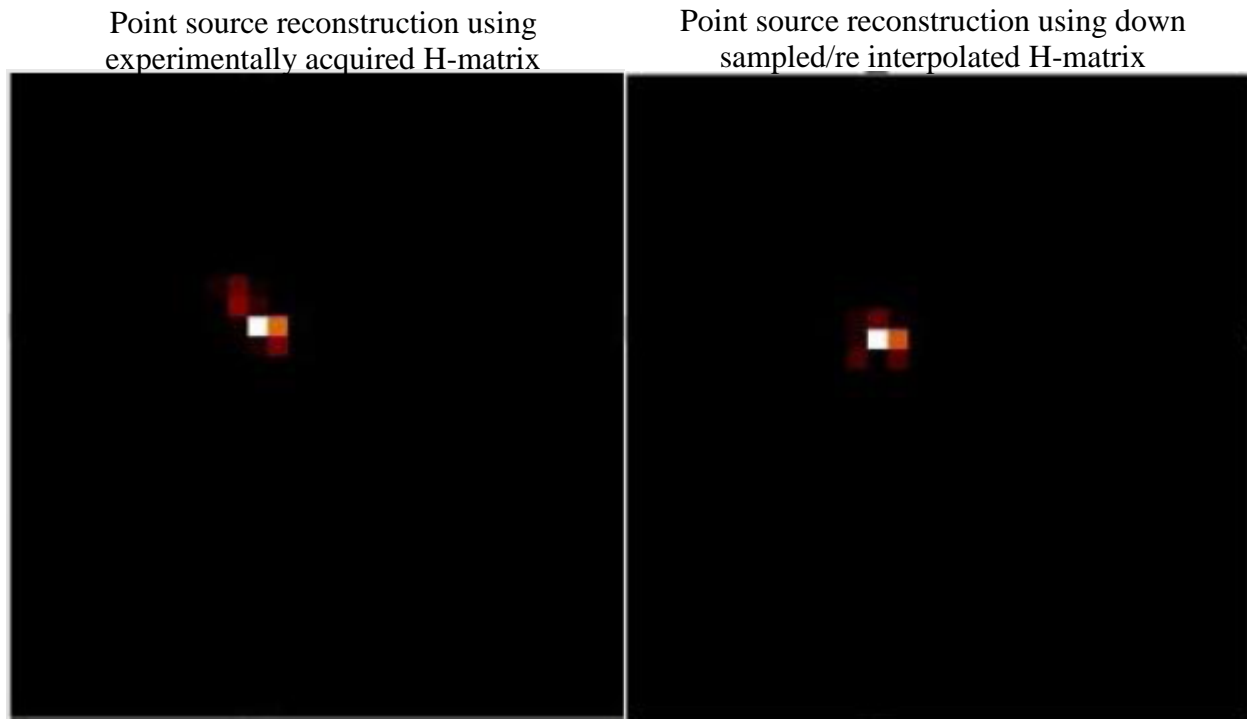 Point source reconstruction using
experimentally acquired H-matrix
Point source reconstruction using down
sampled/re interpolated H-matrix